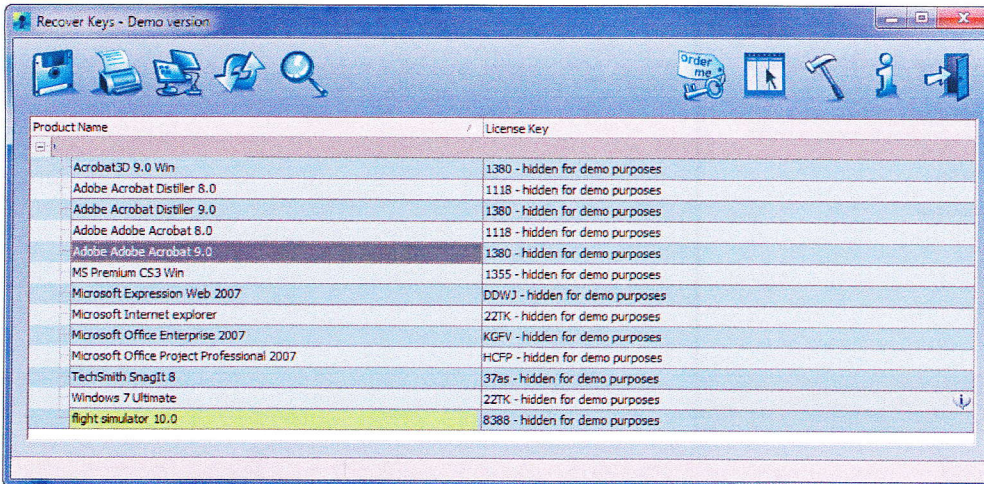 Recover Keys - Demo version
order me
Product Name / License Key
Acrobat3D 9.0 Win 1380 - hidden for demo purposes
Adobe Acrobat Distiller 8.0 1118 - hidden for demo purposes
Adobe Acrobat Distiller 9.0 1380 - hidden for demo purposes
Adobe Adobe Acrobat 8.0 1118 - hidden for demo purposes
Adobe Adobe Acrobat 9.0 1380 - hidden for demo purposes
MS Premium CS3 Win 1355 - hidden for demo purposes
Microsoft Expression Web 2007 DDWJ - hidden for demo purposes
Microsoft Internet explorer 22TK - hidden for demo purposes
Microsoft Office Enterprise 2007 KGFV - hidden for demo purposes
Microsoft Office Project Professional 2007 HCFP - hidden for demo purposes
TechSmith SnagIt 8 37as - hidden for demo purposes
Windows 7 Ultimate 22TK - hidden for demo purposes
flight simulator 10.0 8388 - hidden for demo purposes